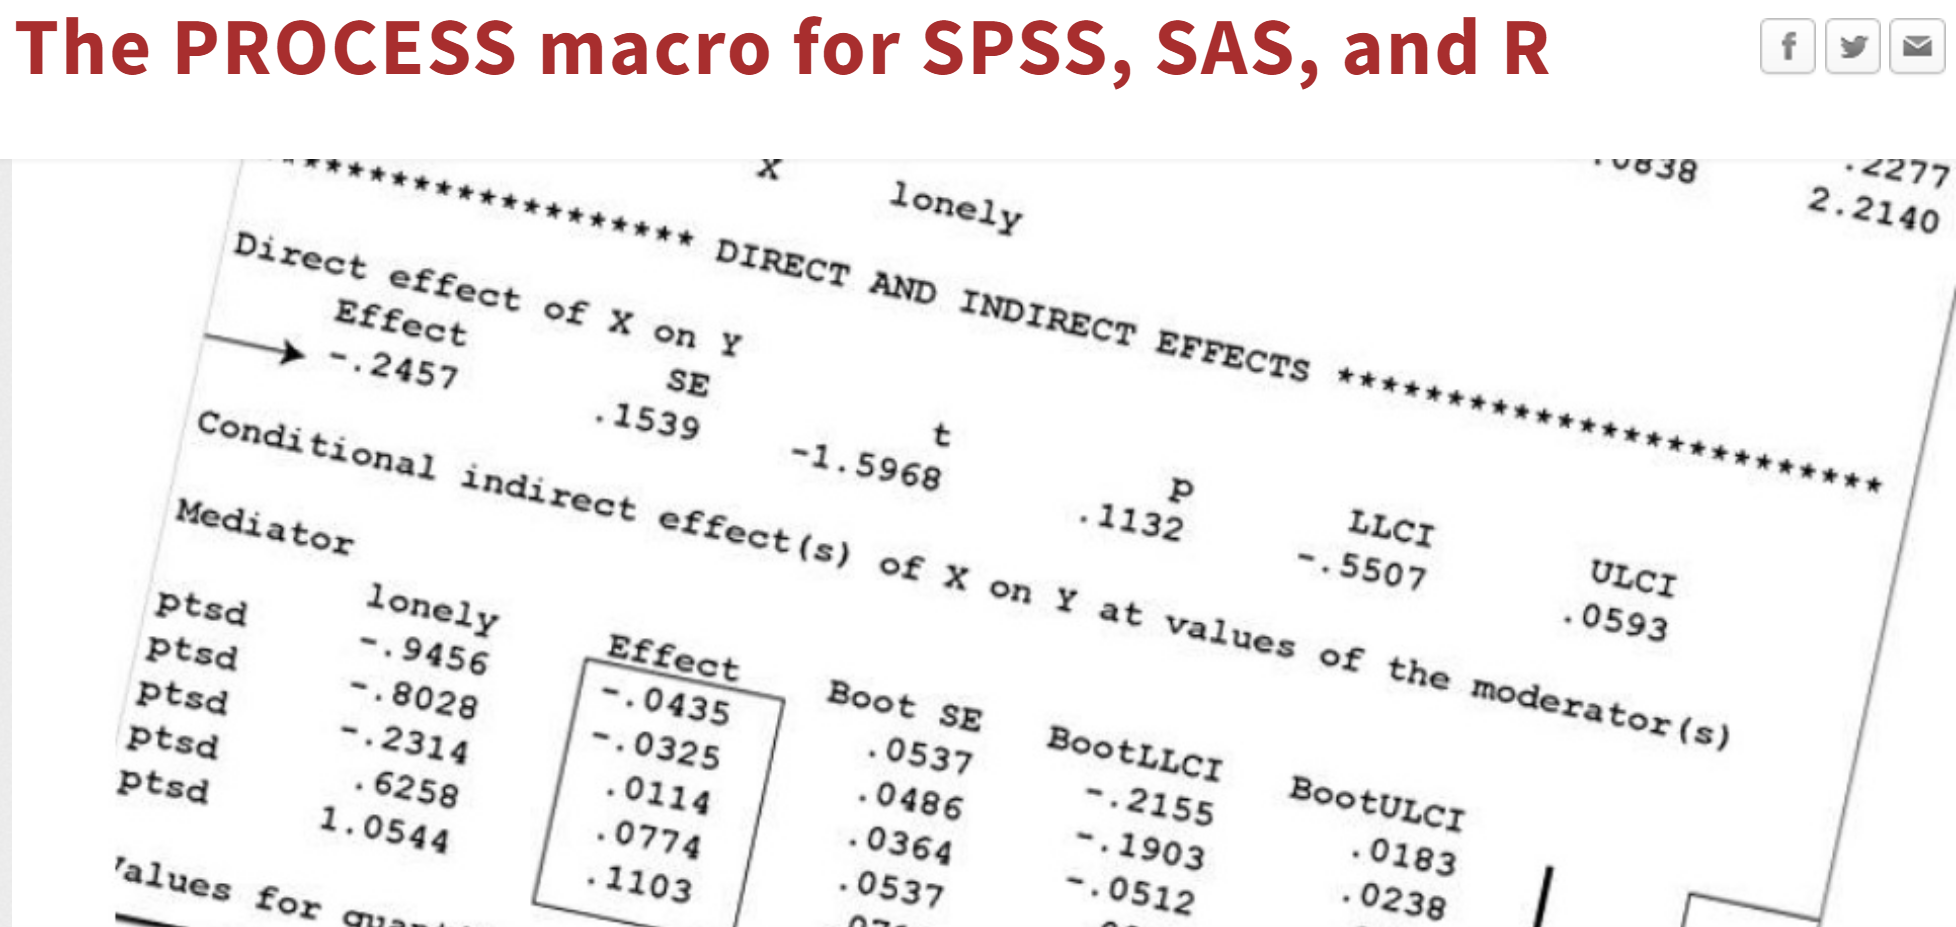 The PROCESS macro for SPSS, SAS, and R
.0838 .2277
X lonely 2.2140
****************** DIRECT AND INDIRECT EFFECTS *************************
Direct effect of X on Y
Effect SE t p LLCI ULCI
-.2457 .1539 -1.5968 .1132 -.5507 .0593
Conditional indirect effect(s) of X on Y at values of the moderator(s)
Mediator
lonely Effect Boot SE BootLLCI BootULCI
ptsd -.9456 -.0435 .0537 -.2155 .0183
ptsd -.8028 -.0325 .0486 -.1903 .0238
ptsd -.2314 .0114 .0364 -.0512
ptsd .6258 .0774 .0537
ptsd 1.0544 .1103
Values for